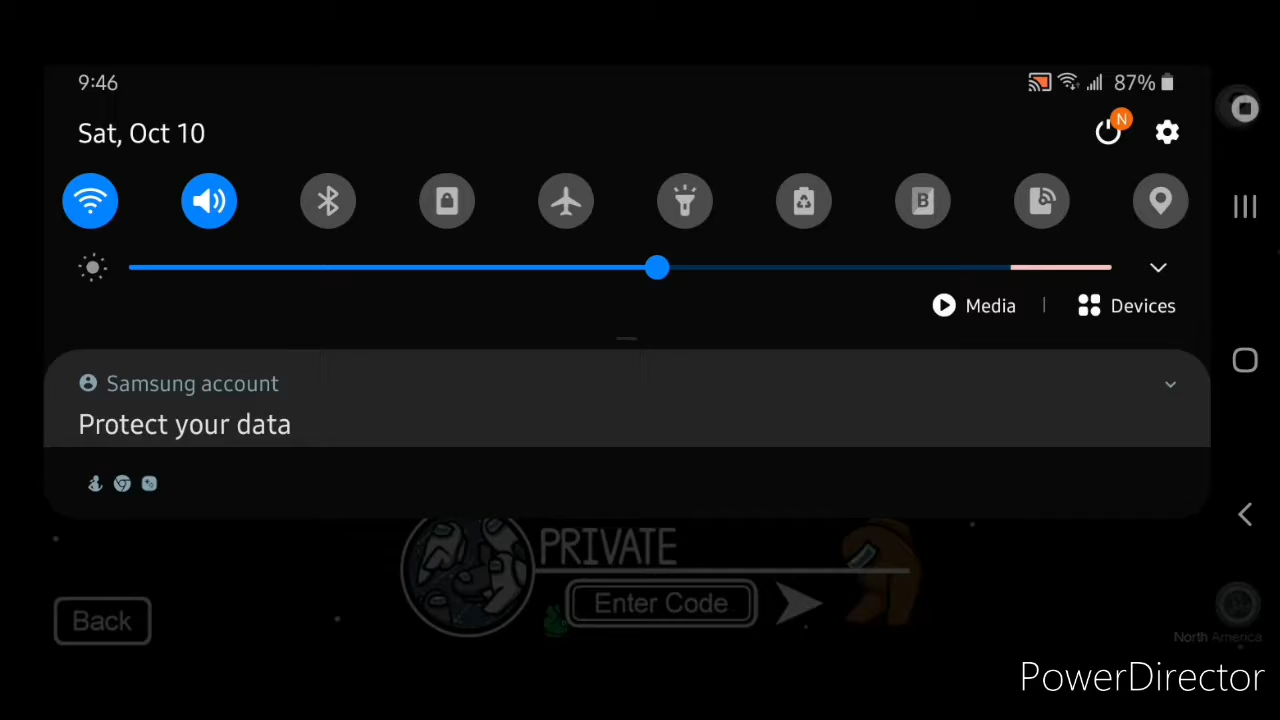 9:46
87%
Sat, Oct 10
N
B
Media | Devices
Samsung account
Protect your data
PRIVATE
Enter Code
Back
North America
PowerDirector